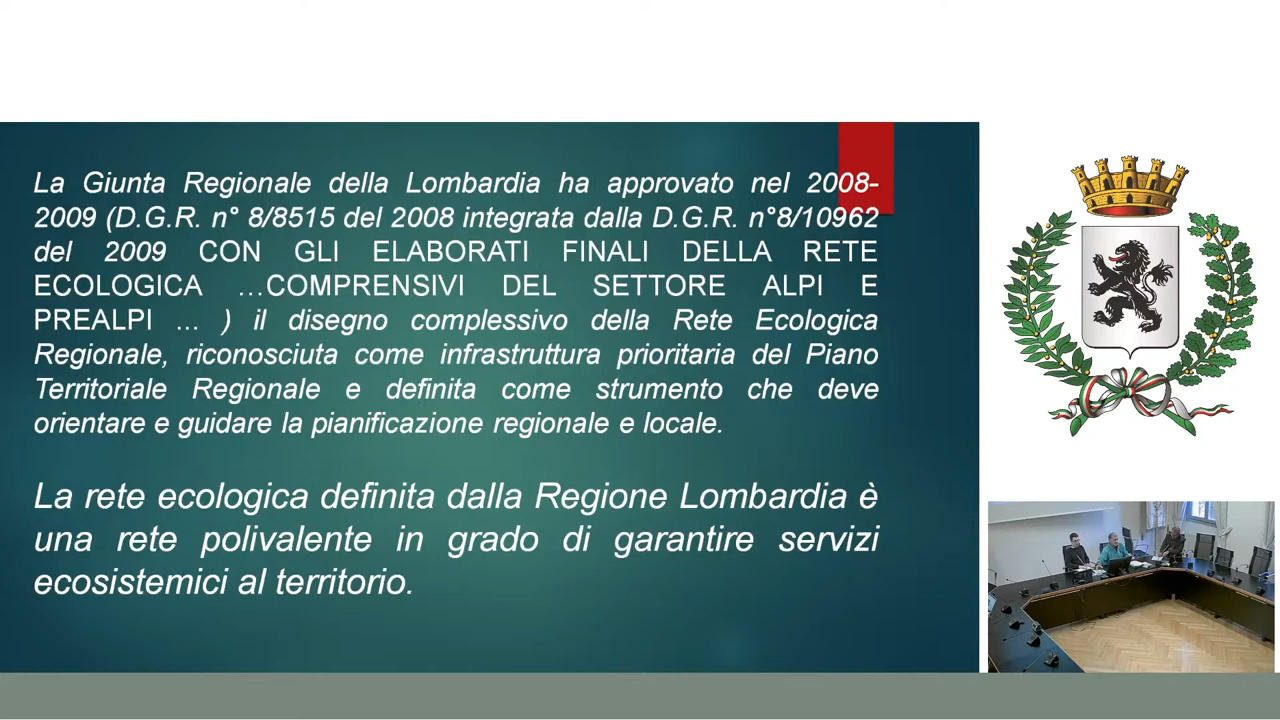 La Giunta Regionale della Lombardia ha approvato nel 2008-
2009 (D.G.R. n° 8/8515 del 2008 integrata dalla D.G.R. n°8/10962
del 2009 CON GLI ELABORATI FINALI DELLA RETE
ECOLOGICA …COMPRENSIVI DEL SETTORE ALPI E
PREALPI ... ) il disegno complessivo della Rete Ecologica
Regionale, riconosciuta come infrastruttura prioritaria del Piano
Territoriale Regionale e definita come strumento che deve
orientare e guidare la pianificazione regionale e locale.
La rete ecologica definita dalla Regione Lombardia è
una rete polivalente in grado di garantire servizi
ecosistemici al territorio.